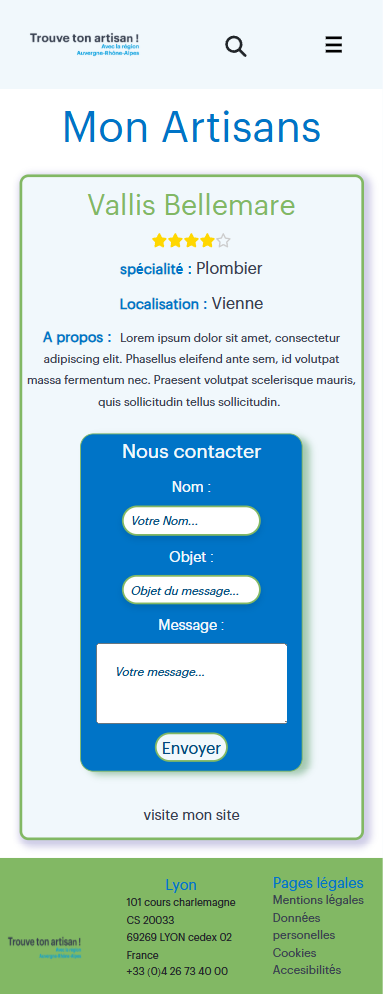 Trouve ton artisan !
Avec la région
Auvergne-Rhône-Alpes
Mon Artisans
Vallis Bellemare
spécialité : Plombier
Localisation : Vienne
A propos : Lorem ipsum dolor sit amet, consectetur
adipiscing elit. Phasellus eleifend ante sem, id volutpat
massa fermentum nec. Praesent volutpat scelerisque mauris,
quis sollicitudin tellus sollicitudin.
Nous contacter
Nom :
Votre Nom...
Objet :
Objet du message...
Message :
Votre message...
Envoyer
visite mon site
Trouve ton artisan !
Avec la région
Auvergne-Rhône-Alpes
Lyon
101 cours charlemagne
CS 20033
69269 LYON cedex 02
France
+33 (0)4 26 73 40 00
Pages légales
Mentions légales
Données
personelles
Cookies
Accesibilités